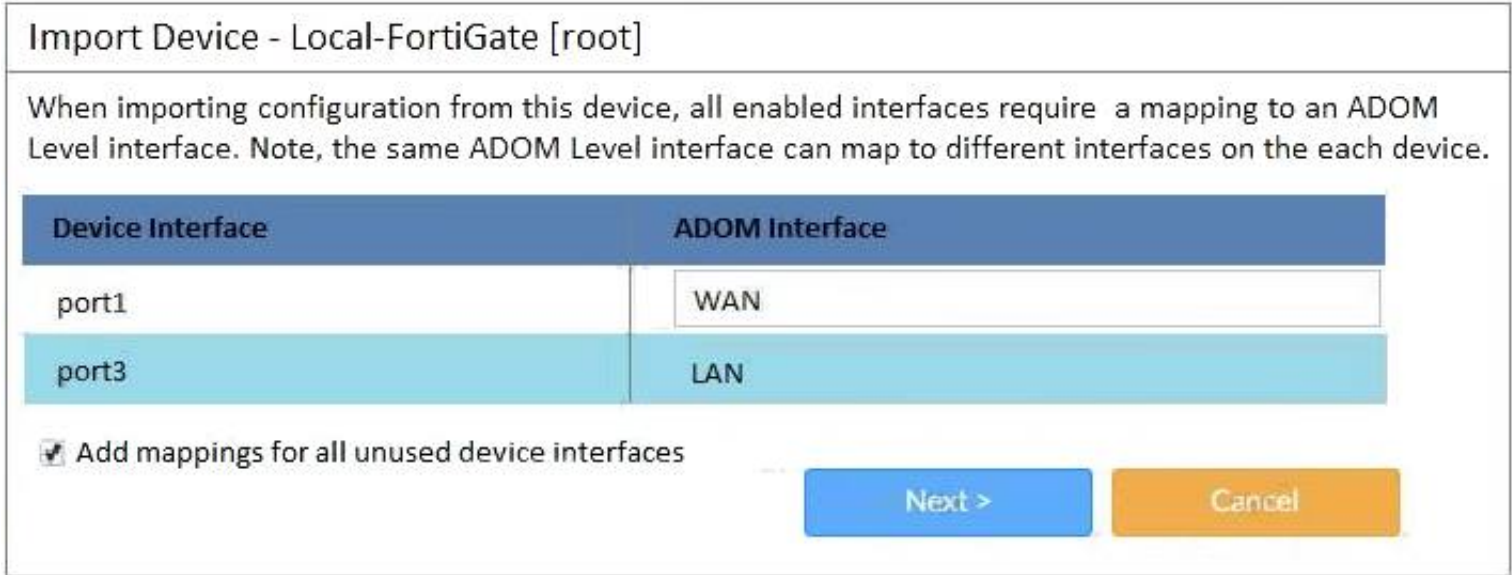 Import Device - Local-FortiGate [root]
When importing configuration from this device, all enabled interfaces require a mapping to an ADOM
Level interface. Note, the same ADOM Level interface can map to different interfaces on the each device.
Device Interface ADOM Interface
port1 WAN
port3 LAN
Add mappings for all unused device interfaces
Next > Cancel